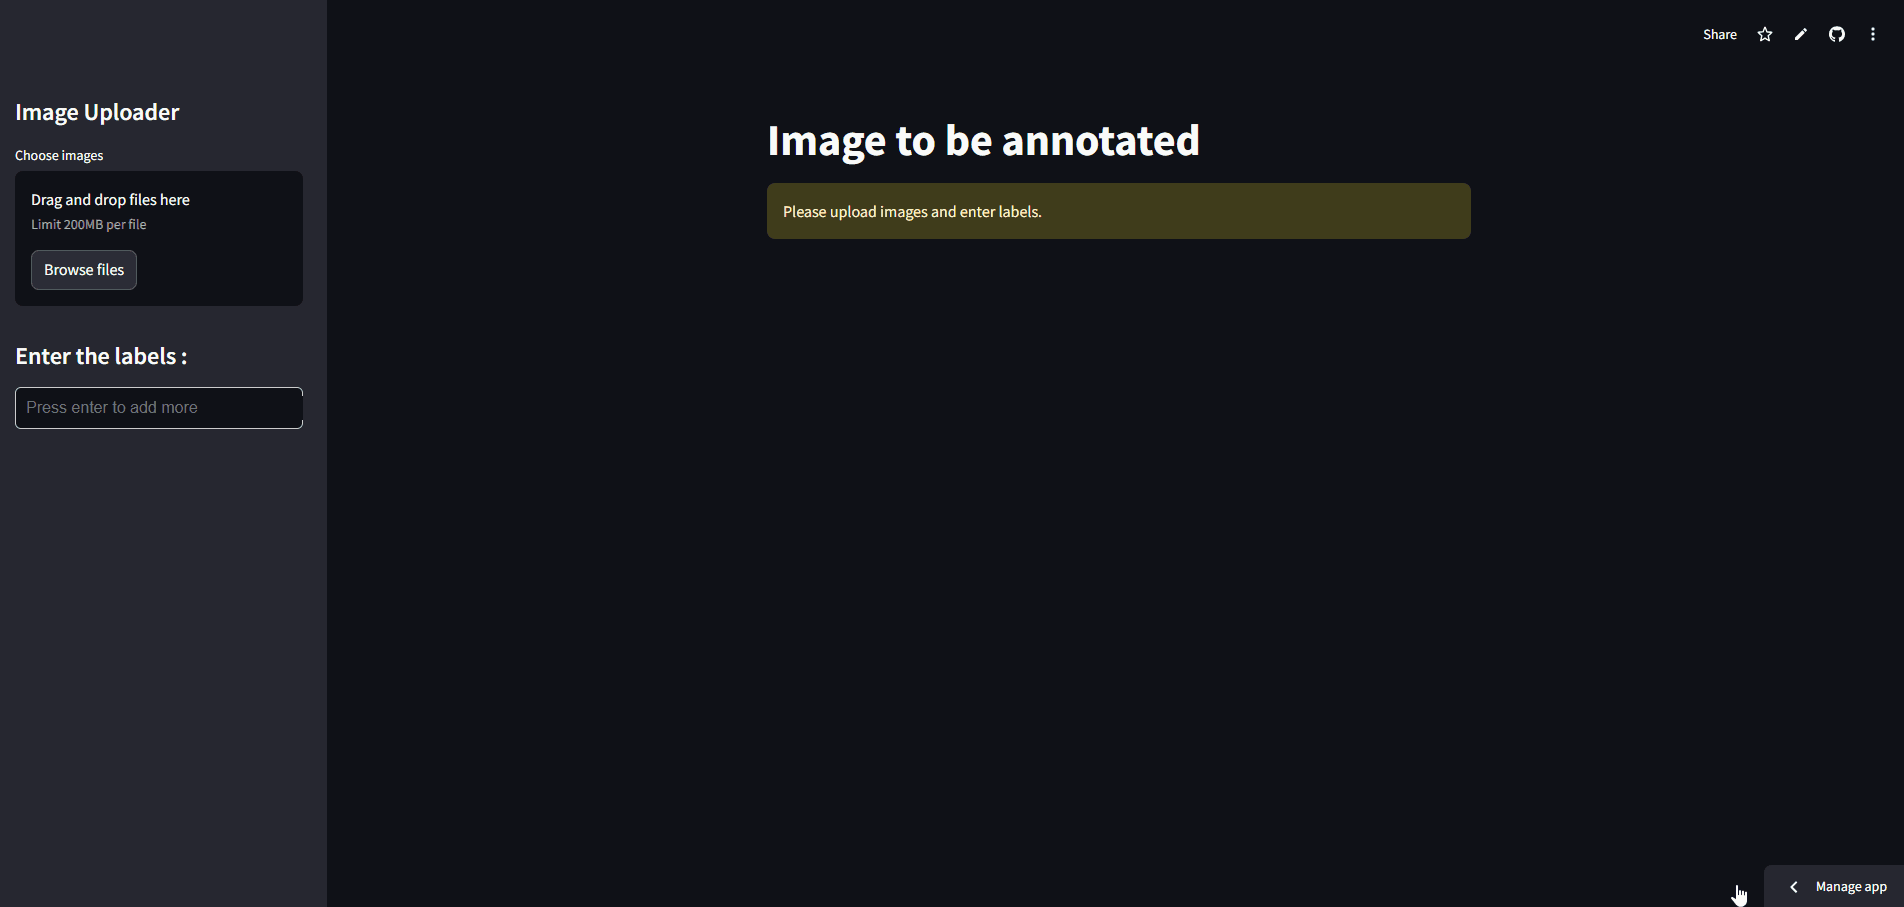 Share
Image Uploader
Choose images
Drag and drop files here
Limit 200MB per file
Browse files
Enter the labels :
Press enter to add more
Image to be annotated
Please upload images and enter labels.
Manage app